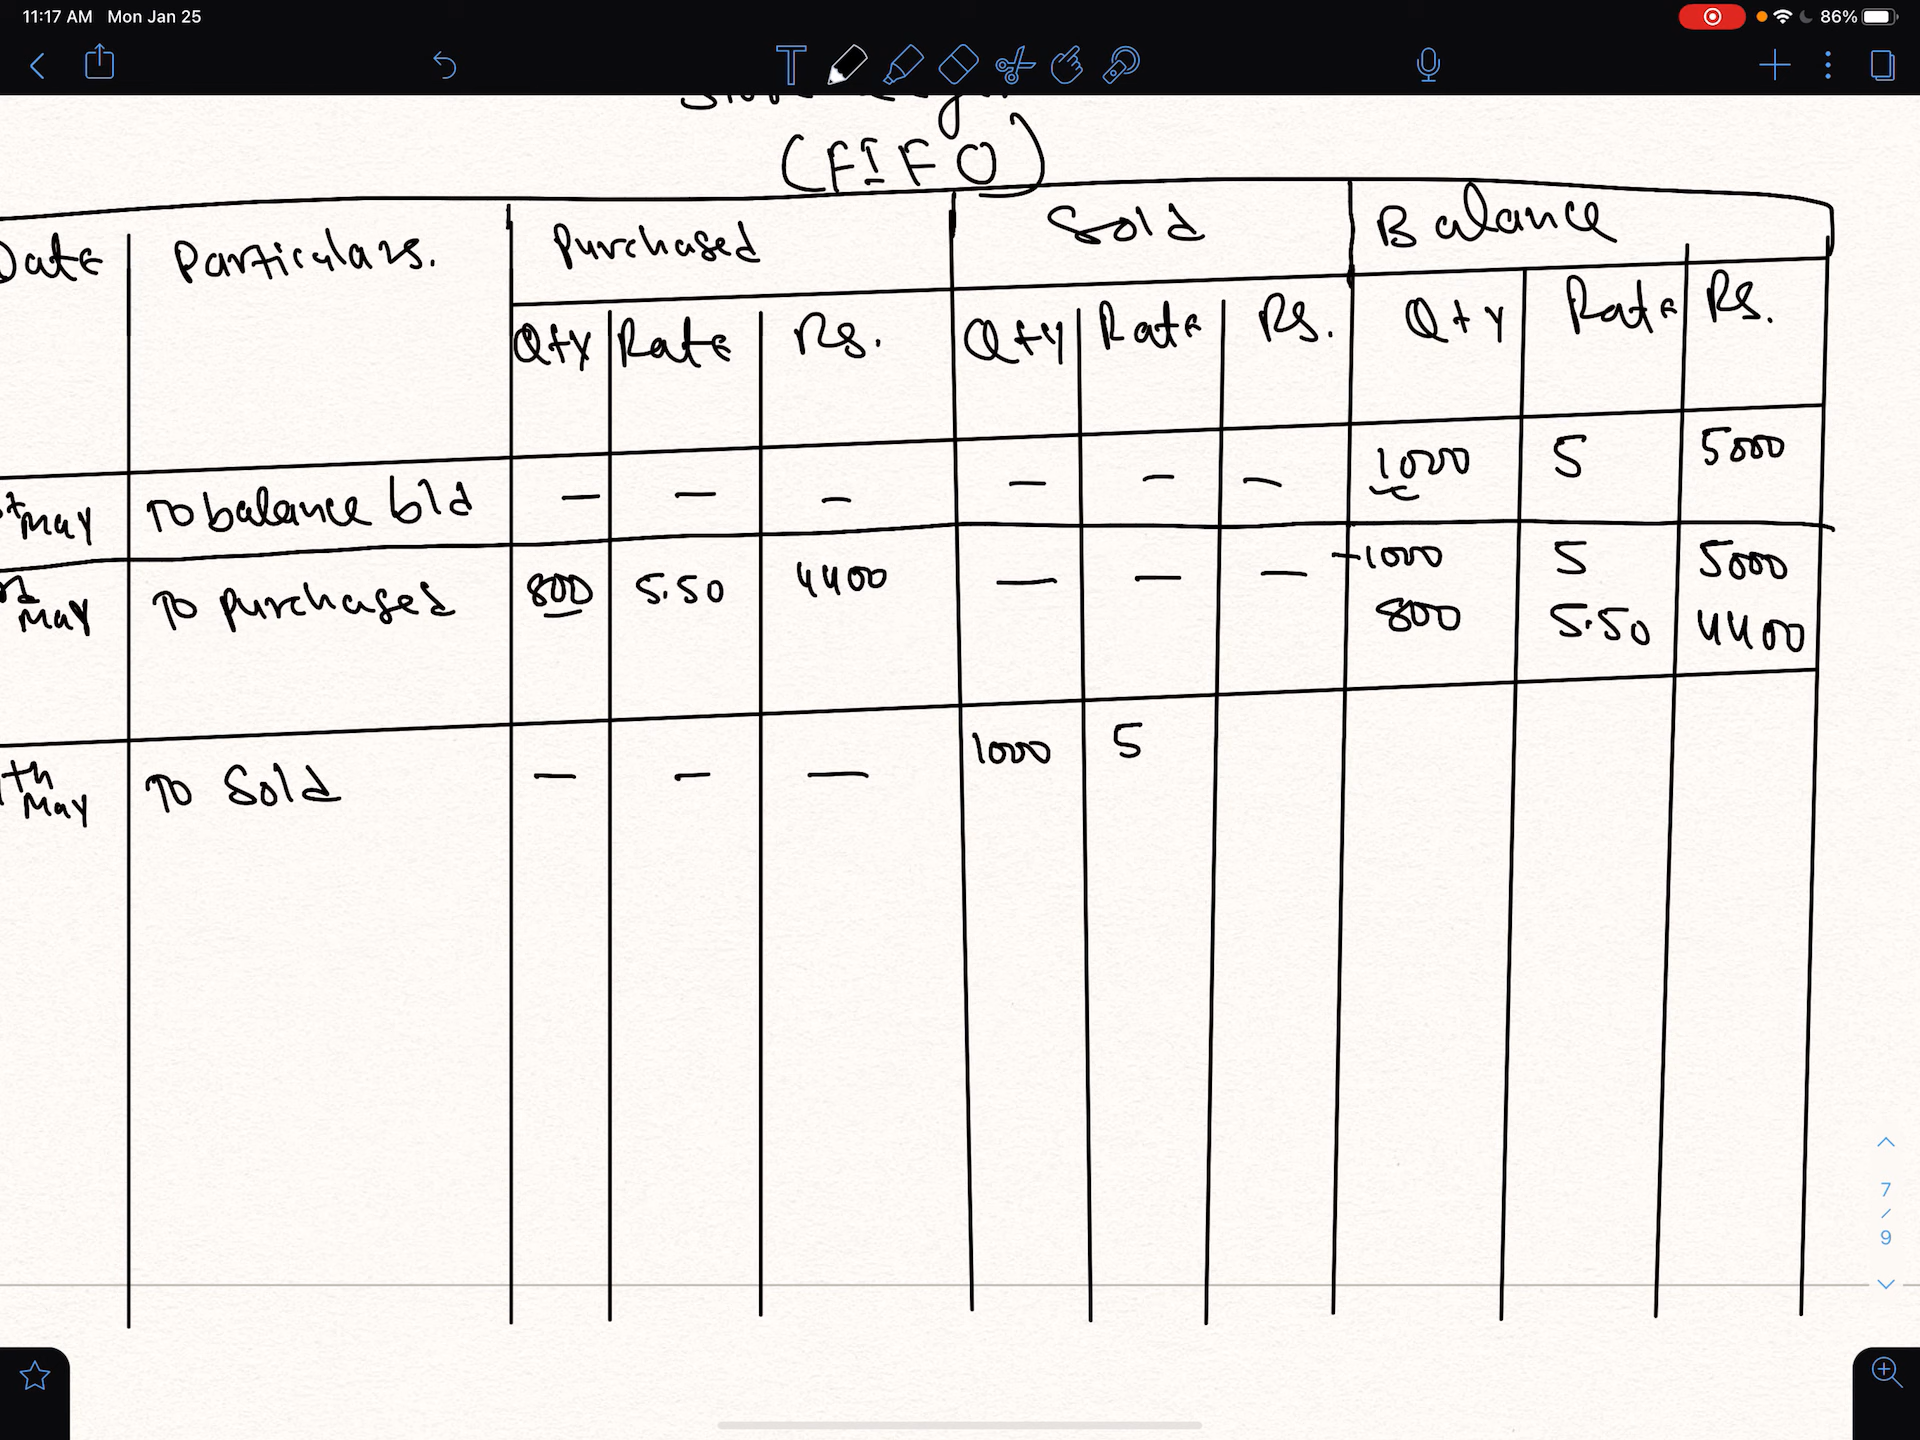 11:17 AM Mon Jan 25
86%
(FIFO)
Date Particulars. Purchased Sold Balance
Qty Rate Rs. Qty Rate Rs. Qty Rate Rs.
May To balance b/d — — — — — — 1000 5 5000
May To purchased 800 5.50 4400 — — — 1000 5 5000
800 5.50 4400
th May To Sold — — — 1000 5
7
/
9